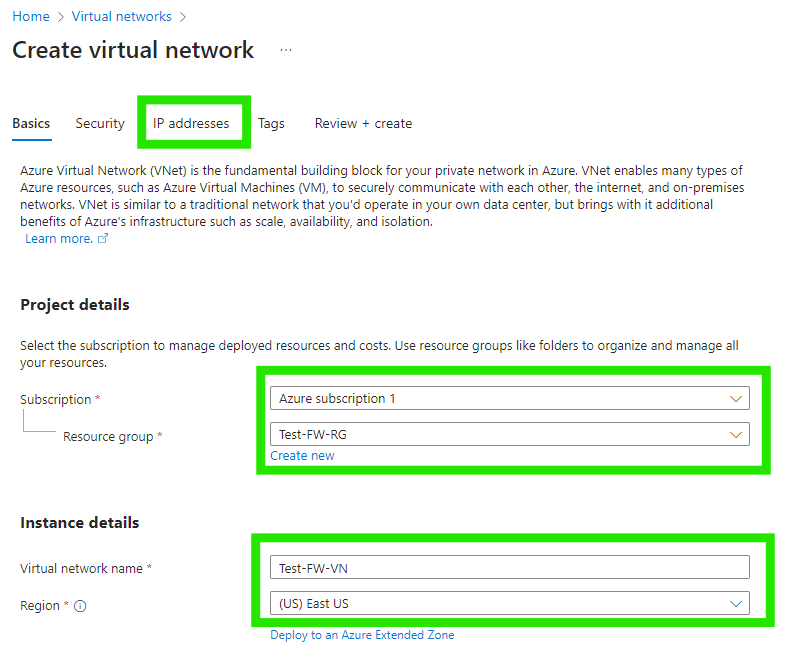 Home > Virtual networks >
Create virtual network ...
Basics Security IP addresses Tags Review + create
Azure Virtual Network (VNet) is the fundamental building block for your private network in Azure. VNet enables many types of
Azure resources, such as Azure Virtual Machines (VM), to securely communicate with each other, the internet, and on-premises
networks. VNet is similar to a traditional network that you'd operate in your own data center, but brings with it additional
benefits of Azure's infrastructure such as scale, availability, and isolation.
Learn more.
Project details
Select the subscription to manage deployed resources and costs. Use resource groups like folders to organize and manage all
your resources.
Subscription * Azure subscription 1
Resource group * Test-FW-RG
Create new
Instance details
Virtual network name * Test-FW-VN
Region * (US) East US
Deploy to an Azure Extended Zone